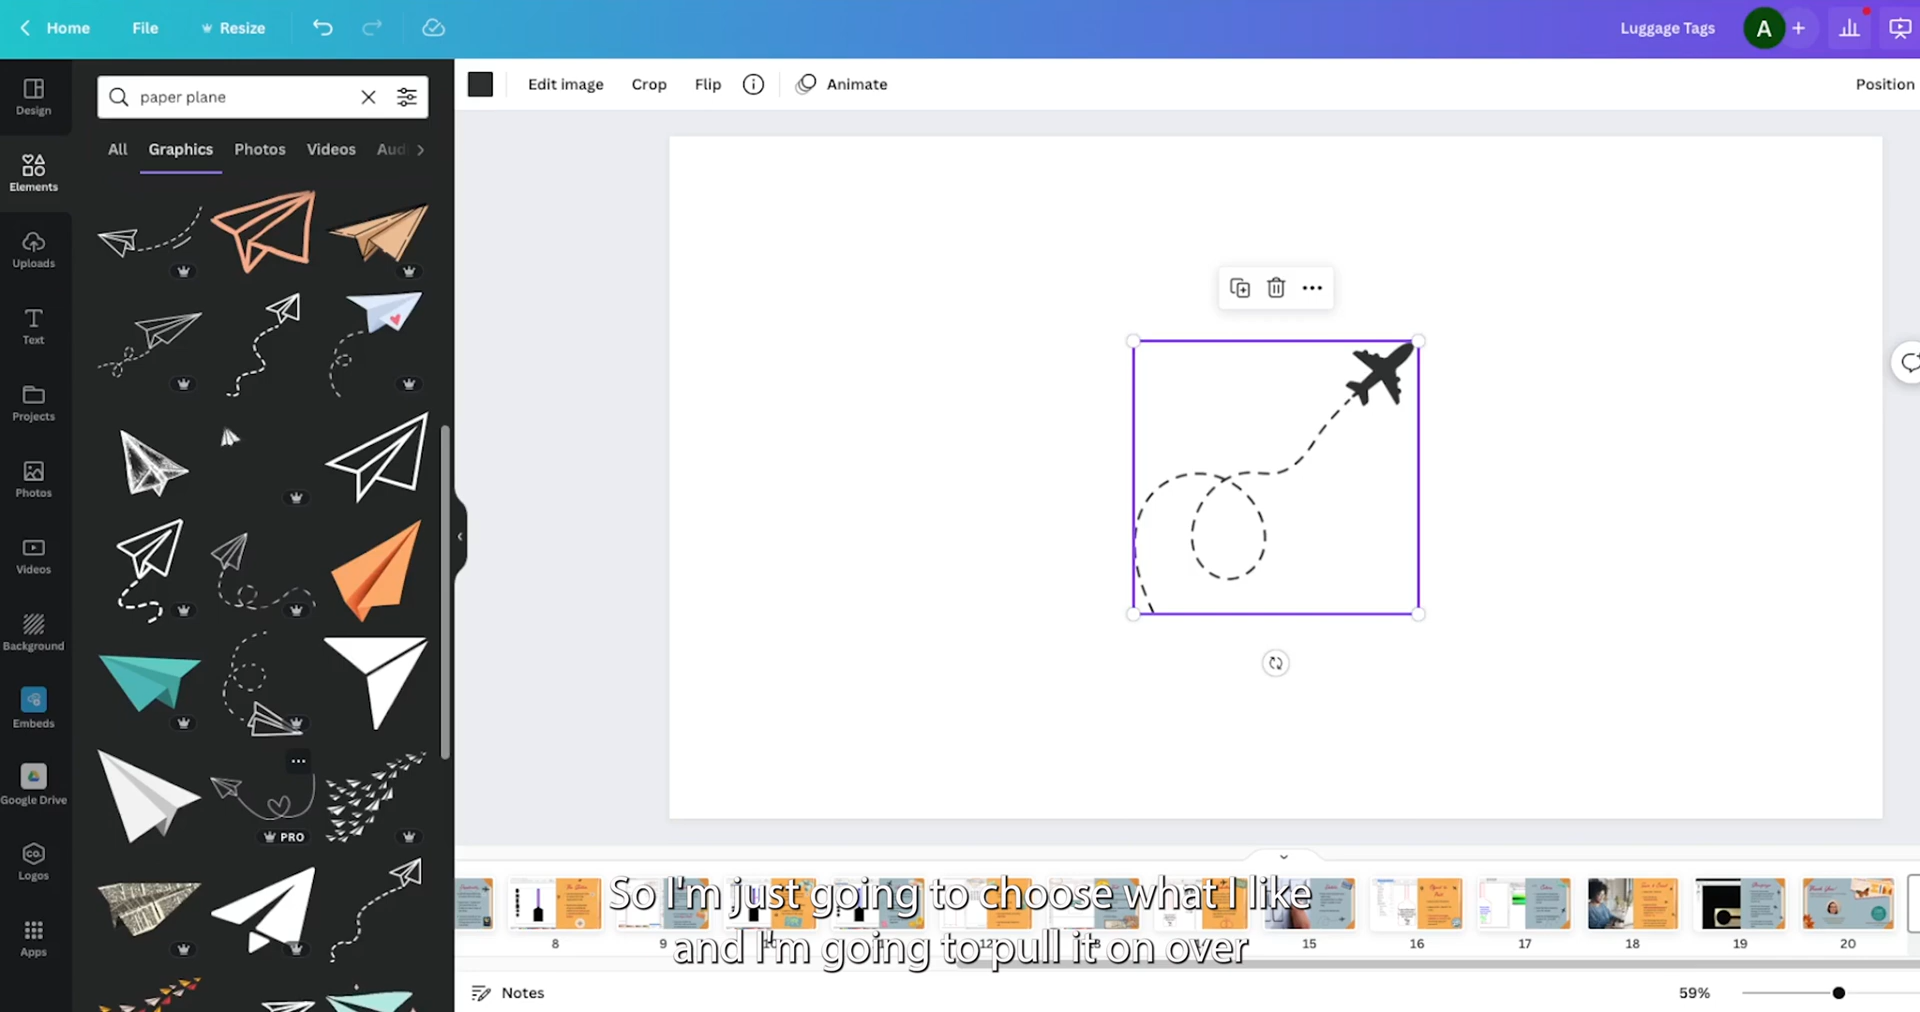 Home File Resize
Luggage Tags A
Design
Elements
Uploads
Text
Projects
Photos
Videos
Background
Embeds
Google Drive
CO.
Logos
Apps
paper plane
All Graphics Photos Videos Aud
PRO
Edit image Crop Flip Animate
Position
8 9 15 16 17 18 19 20
So I'm just going to choose what I like
and I'm going to pull it on over
Notes
59%